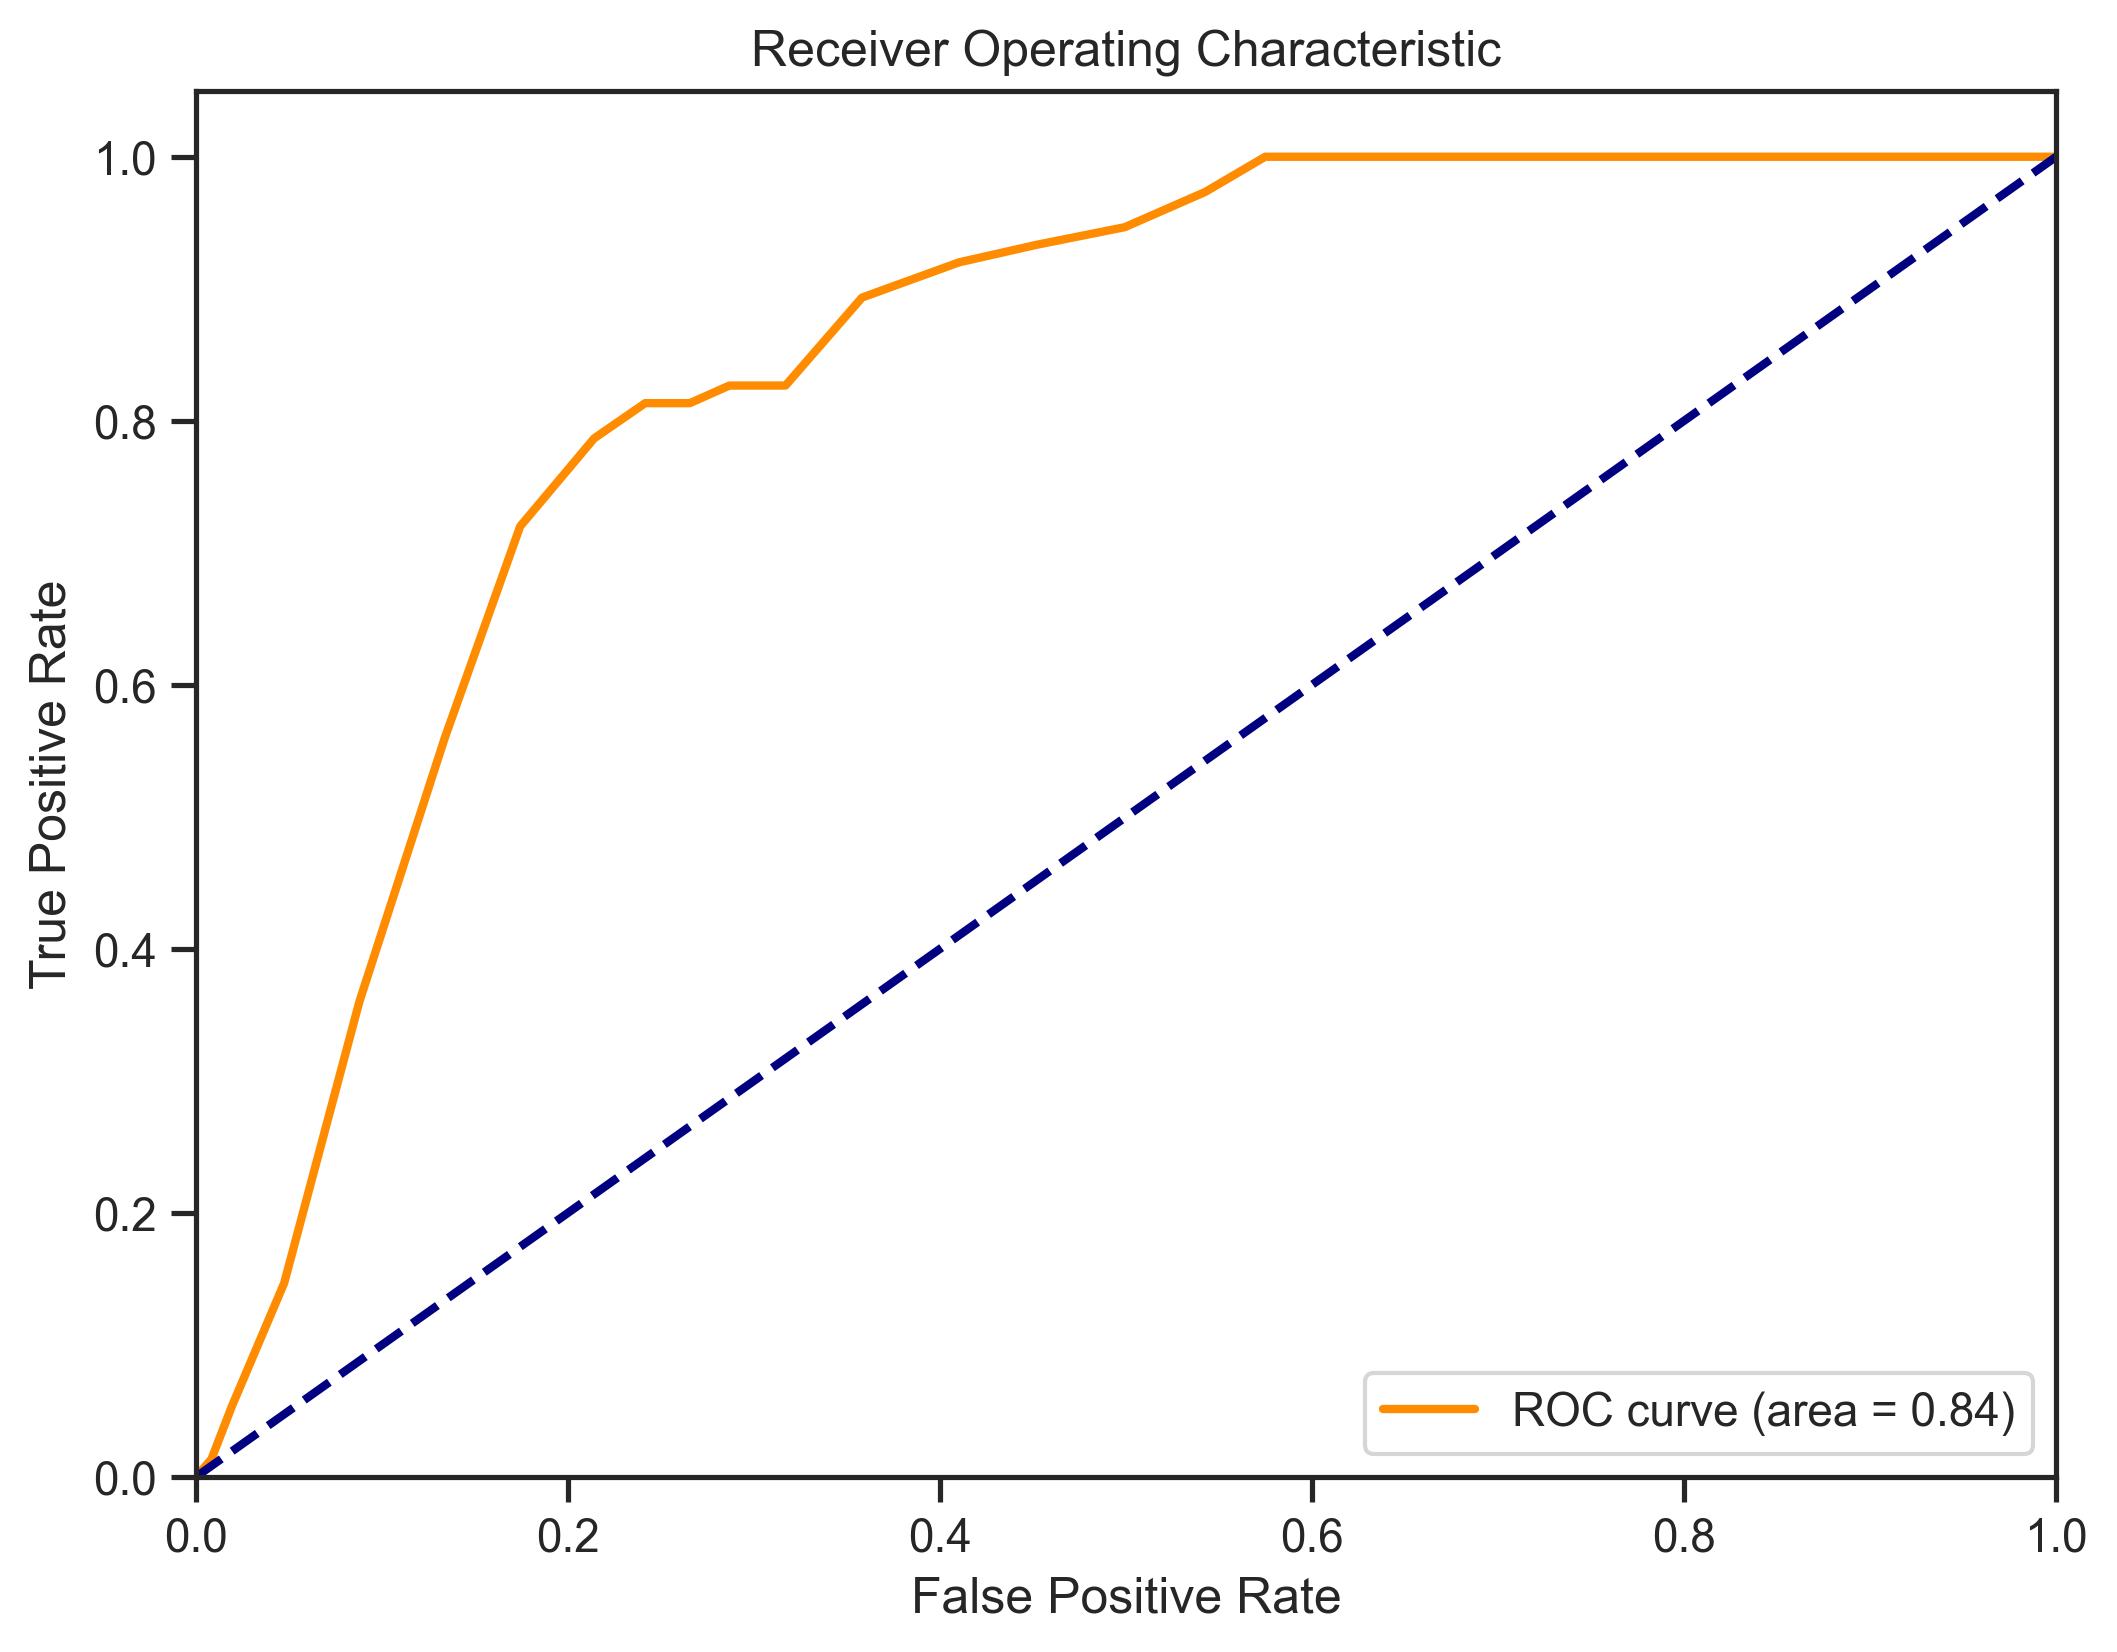 Receiver Operating Characteristic
1.0
0.8
0.6
0.4
0.2
0.0
True Positive Rate
ROC curve (area = 0.84)
0.0 0.2 0.4 0.6 0.8 1.0
False Positive Rate